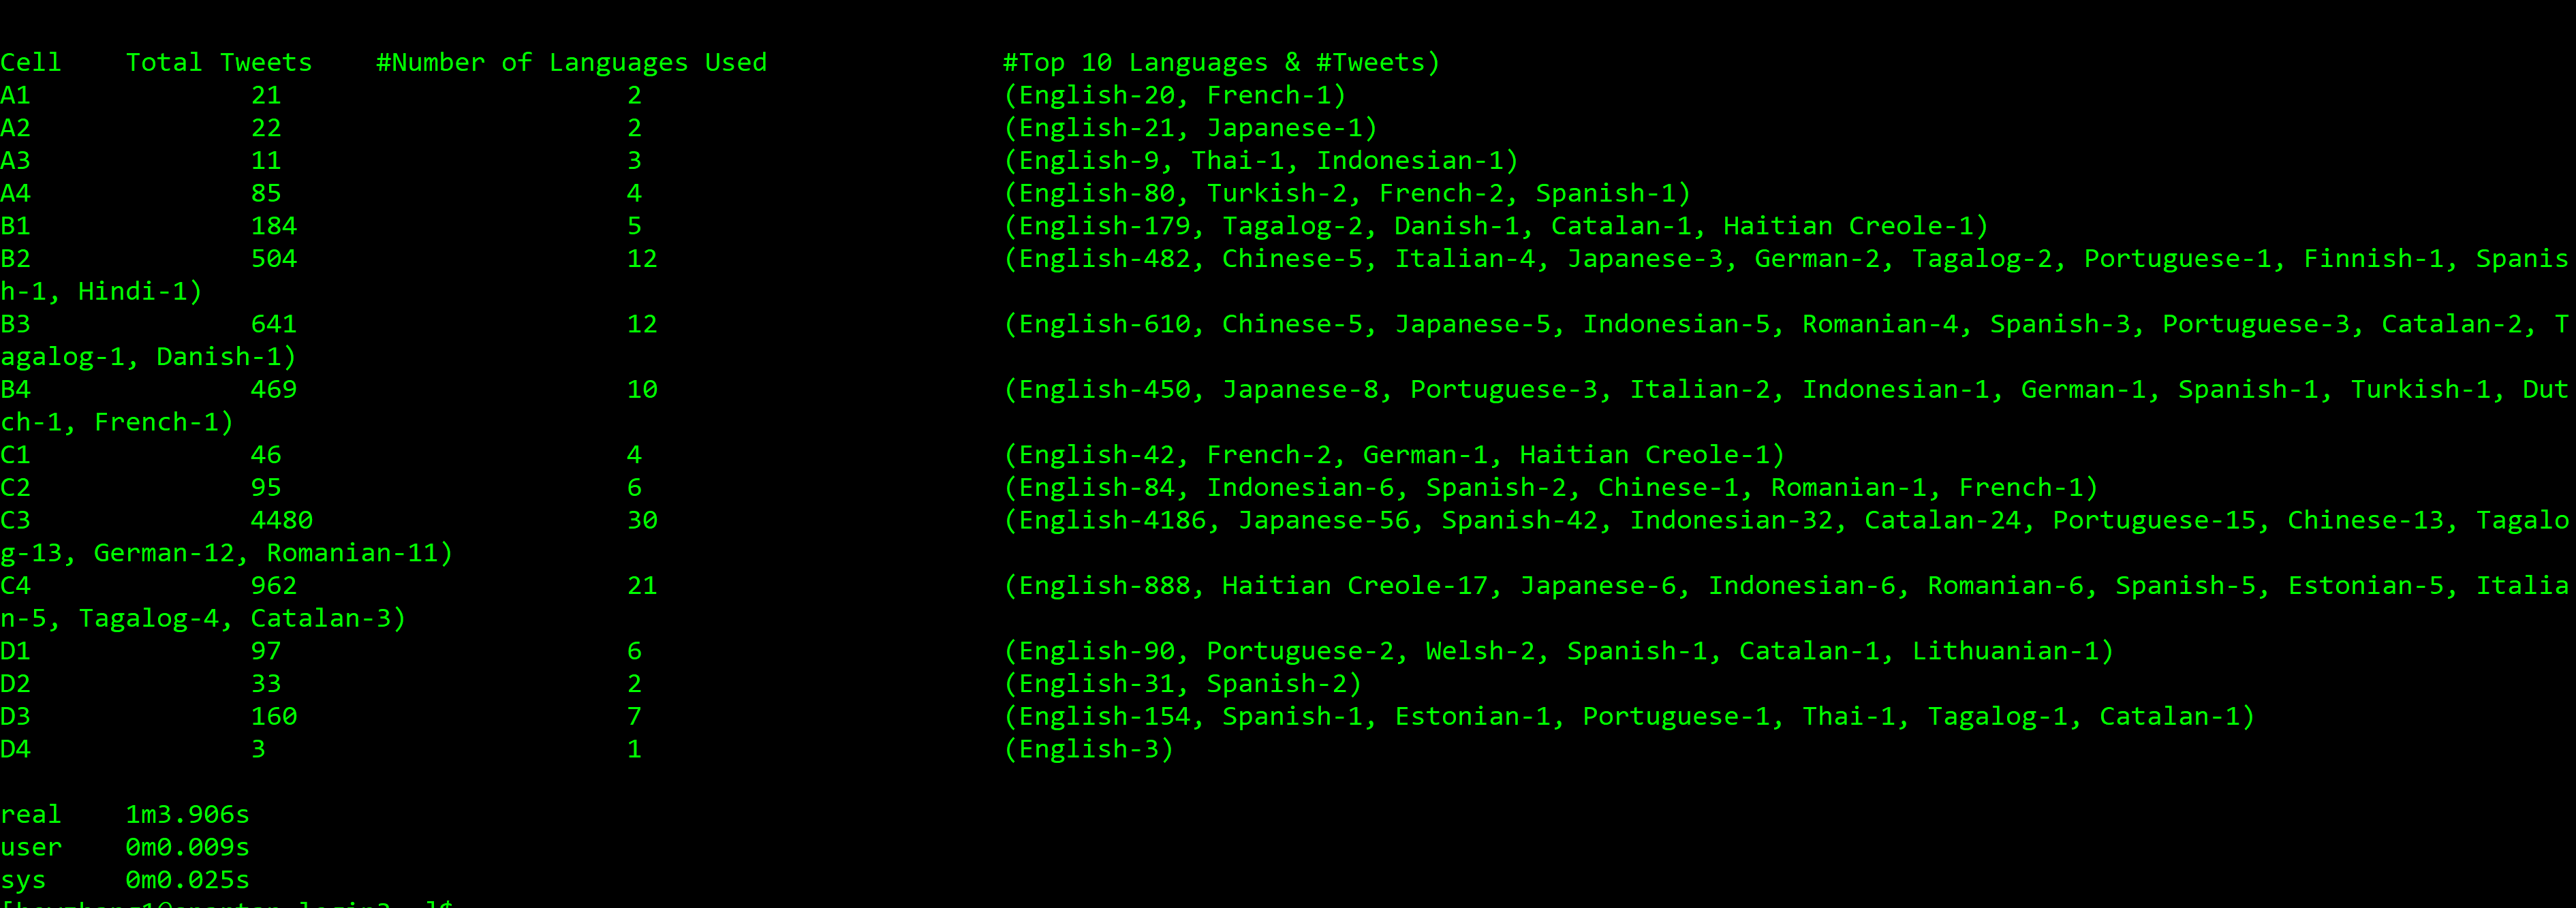 Cell    Total Tweets    #Number of Languages Used               #Top 10 Languages & #Tweets)
A1              21                      2                       (English-20, French-1)
A2              22                      2                       (English-21, Japanese-1)
A3              11                      3                       (English-9, Thai-1, Indonesian-1)
A4              85                      4                       (English-80, Turkish-2, French-2, Spanish-1)
B1              184                     5                       (English-179, Tagalog-2, Danish-1, Catalan-1, Haitian Creole-1)
B2              504                     12                      (English-482, Chinese-5, Italian-4, Japanese-3, German-2, Tagalog-2, Portuguese-1, Finnish-1, Spanis
h-1, Hindi-1)
B3              641                     12                      (English-610, Chinese-5, Japanese-5, Indonesian-5, Romanian-4, Spanish-3, Portuguese-3, Catalan-2, T
agalog-1, Danish-1)
B4              469                     10                      (English-450, Japanese-8, Portuguese-3, Italian-2, Indonesian-1, German-1, Spanish-1, Turkish-1, Dut
ch-1, French-1)
C1              46                      4                       (English-42, French-2, German-1, Haitian Creole-1)
C2              95                      6                       (English-84, Indonesian-6, Spanish-2, Chinese-1, Romanian-1, French-1)
C3              4480                    30                      (English-4186, Japanese-56, Spanish-42, Indonesian-32, Catalan-24, Portuguese-15, Chinese-13, Tagalo
g-13, German-12, Romanian-11)
C4              962                     21                      (English-888, Haitian Creole-17, Japanese-6, Indonesian-6, Romanian-6, Spanish-5, Estonian-5, Italia
n-5, Tagalog-4, Catalan-3)
D1              97                      6                       (English-90, Portuguese-2, Welsh-2, Spanish-1, Catalan-1, Lithuanian-1)
D2              33                      2                       (English-31, Spanish-2)
D3              160                     7                       (English-154, Spanish-1, Estonian-1, Portuguese-1, Thai-1, Tagalog-1, Catalan-1)
D4              3                       1                       (English-3)
real    1m3.906s
user    0m0.009s
sys     0m0.025s